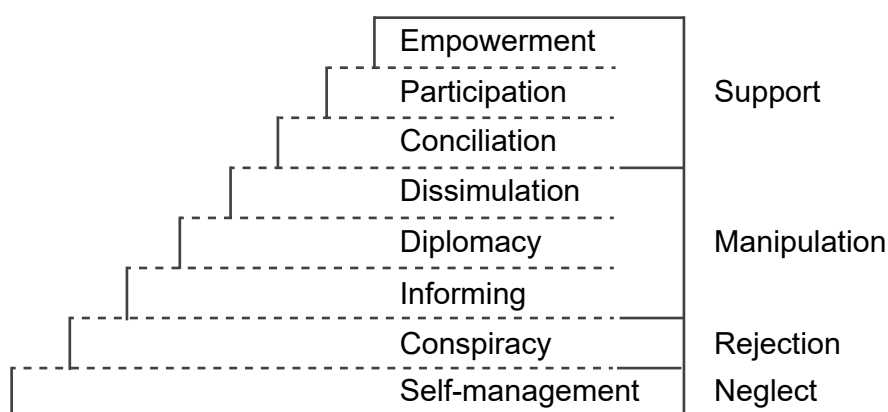 Empowerment
Participation Support
Conciliation
Dissimulation
Diplomacy Manipulation
Informing
Conspiracy Rejection
Self-management Neglect